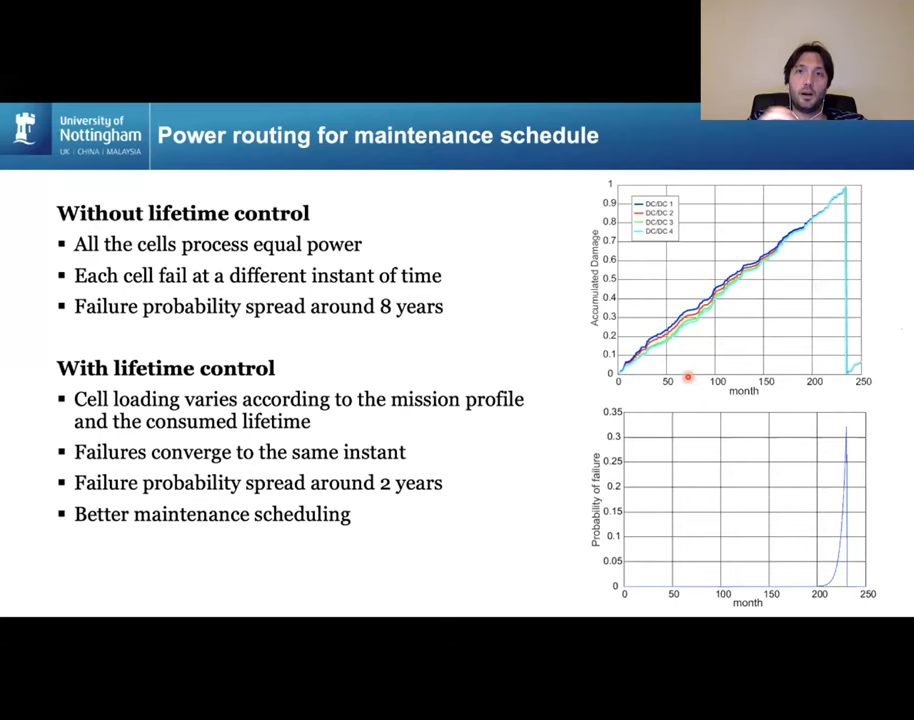 University of
Nottingham
UK | CHINA | MALAYSIA
Power routing for maintenance schedule
Without lifetime control
▪ All the cells process equal power
▪ Each cell fail at a different instant of time
▪ Failure probability spread around 8 years
With lifetime control
▪ Cell loading varies according to the mission profile
and the consumed lifetime
▪ Failures converge to the same instant
▪ Failure probability spread around 2 years
▪ Better maintenance scheduling
Accumulated Damage
1
0.9
0.8
0.7
0.6
0.5
0.4
0.3
0.2
0.1
0
DC/DC 1
DC/DC 2
DC/DC 3
DC/DC 4
0 50 100 150 200 250
month
Probability of failure
0.35
0.3
0.25
0.2
0.15
0.1
0.05
0
0 50 100 150 200 250
month